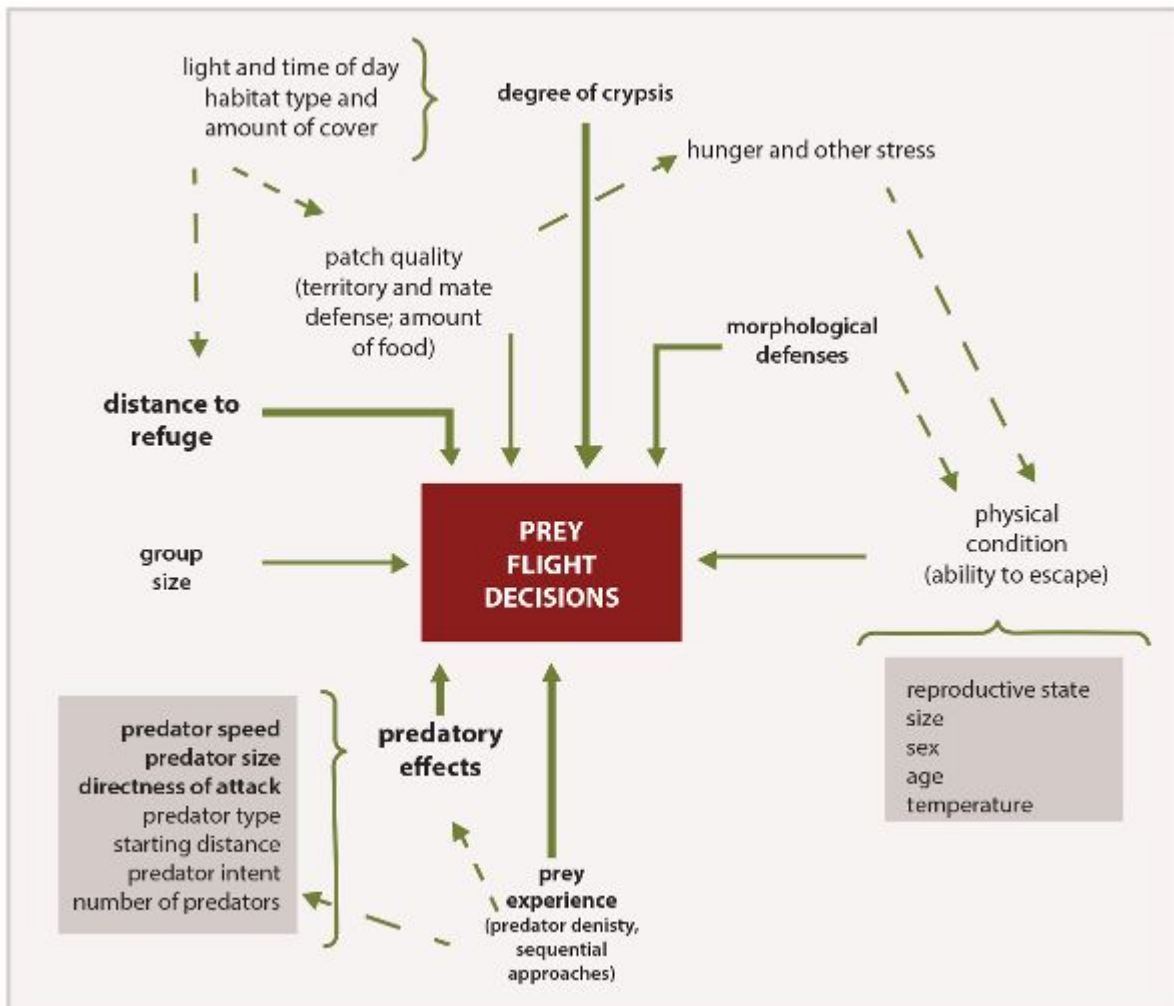 light and time of day
habitat type and
amount of cover
degree of crypsis
hunger and other stress
patch quality
(territory and mate
defense; amount
of food)
morphological
defenses
distance to
refuge
PREY
FLIGHT
DECISIONS
group
size
physical
condition
(ability to escape)
reproductive state
size
sex
age
temperature
predator speed
predator size
directness of attack
predator type
starting distance
predator intent
number of predators
predatory
effects
prey
experience
(predator denisty,
sequential
approaches)